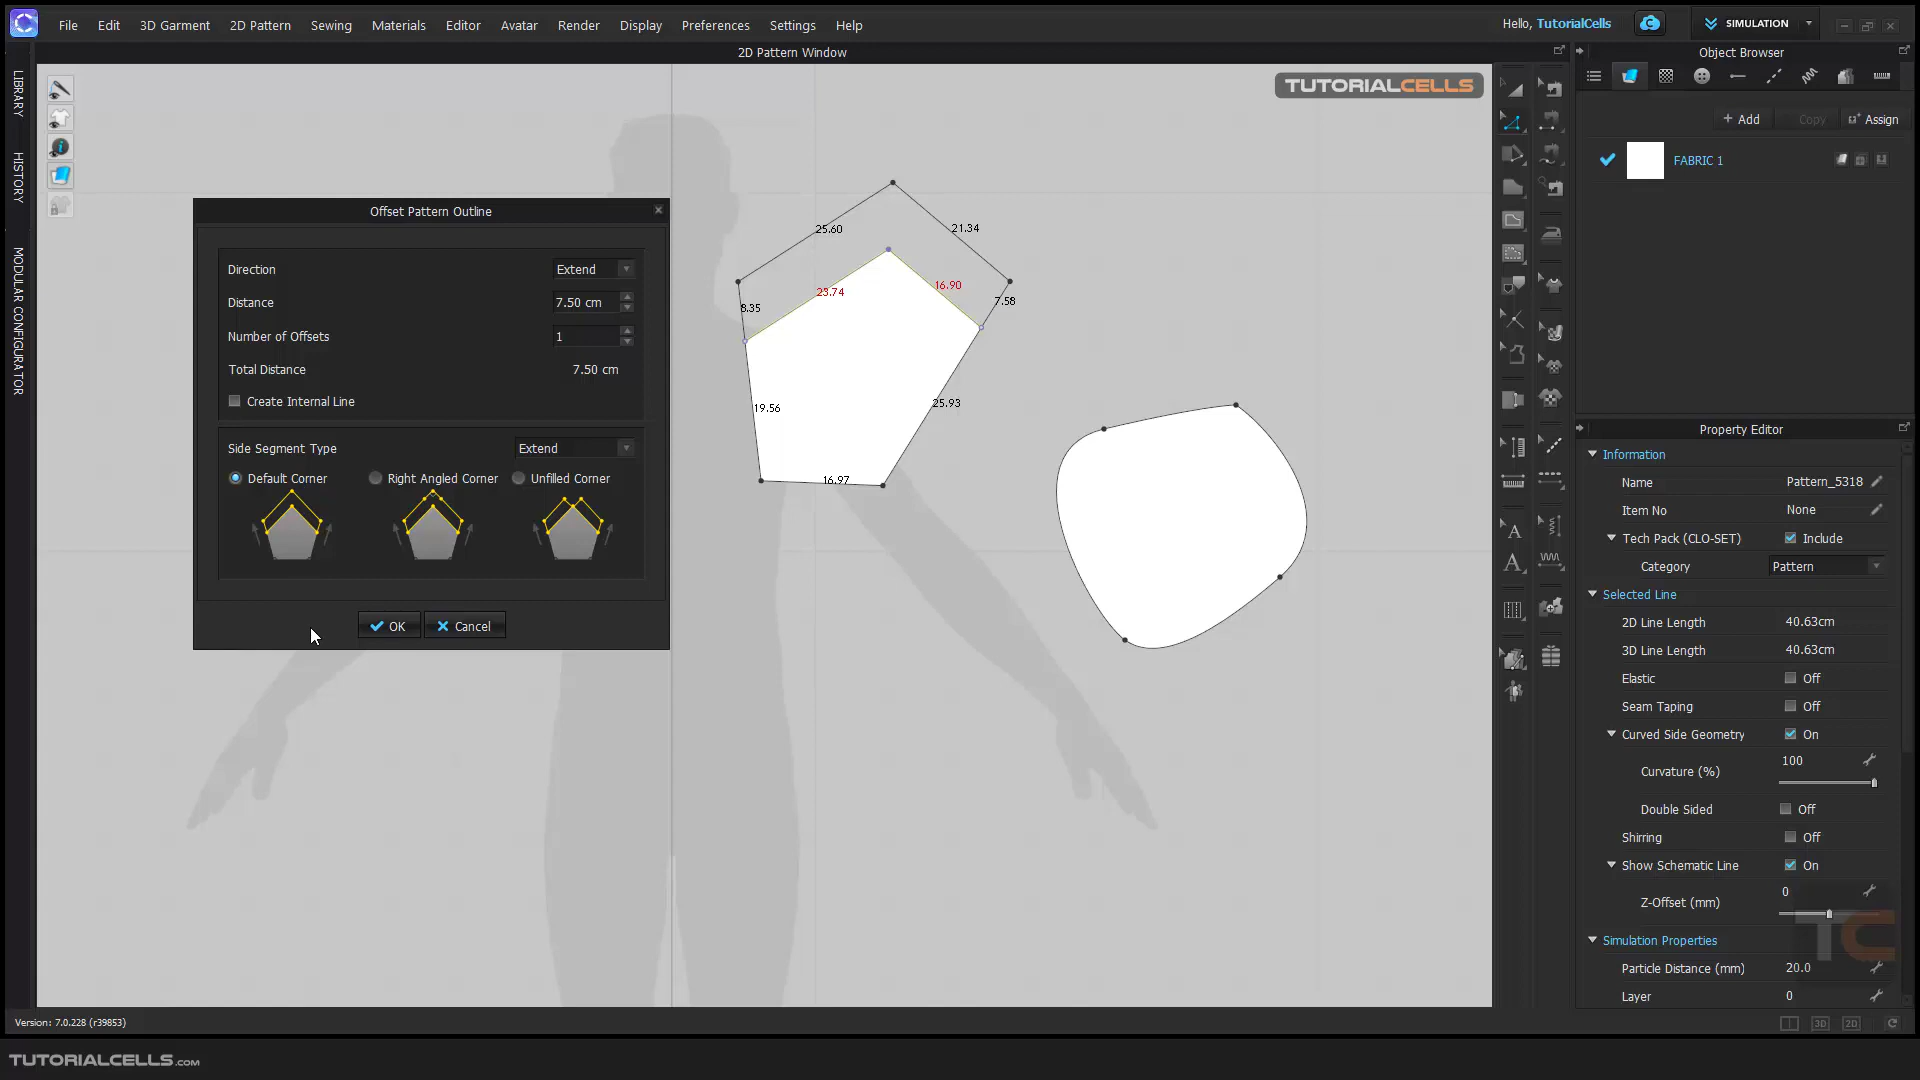 File Edit 3D Garment 2D Pattern Sewing Materials Editor Avatar Render Display Preferences Settings Help
Hello, TutorialCells
SIMULATION
2D Pattern Window
Object Browser
LIBRARY
HISTORY
MODULAR CONFIGURATOR
TUTORIALCELLS
+ Add Copy Assign
FABRIC 1
Offset Pattern Outline
Direction Extend
Distance 7.50 cm
Number of Offsets 1
Total Distance 7.50 cm
Create Internal Line
Side Segment Type Extend
Default Corner Right Angled Corner Unfilled Corner
OK Cancel
25.60
21.34
23.74
16.90
8.35
7.58
19.56
25.93
16.97
A
A
Property Editor
Information
Name Pattern_5318
Item No None
Tech Pack (CLO-SET) Include
Category Pattern
Selected Line
2D Line Length 40.63cm
3D Line Length 40.63cm
Elastic Off
Seam Taping Off
Curved Side Geometry On
Curvature (%) 100
Double Sided Off
Shirring Off
Show Schematic Line On
Z-Offset (mm) 0
TC
Simulation Properties
Particle Distance (mm) 20.0
Layer 0
Version: 7.0.228 (r39853)
3D 2D
TUTORIALCELLS.COM